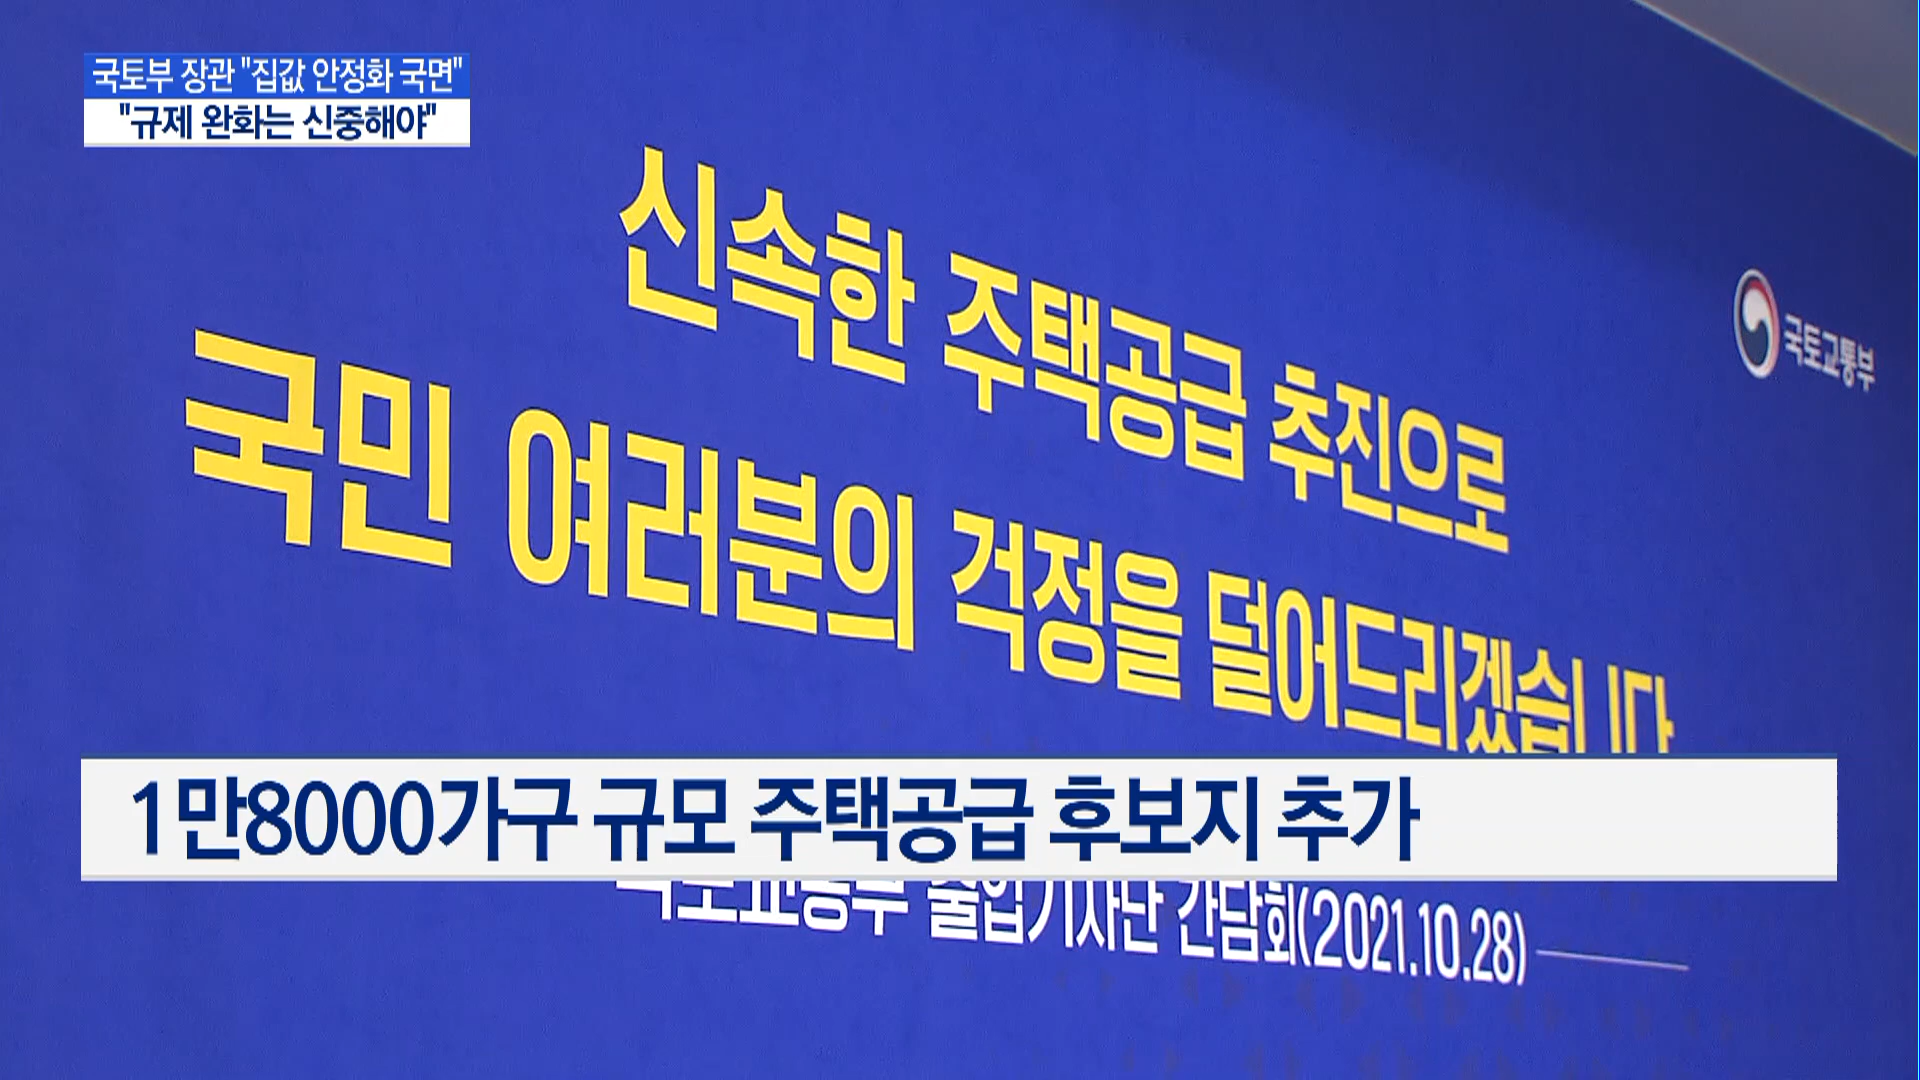 국토부 장관 "집값 안정화 국면"
"규제 완화는 신중해야"
신속한 주택공급 추진으로
국민 여러분의 걱정을 덜어드리겠습니다
국토교통부
1만8000가구 규모 주택공급 후보지 추가
국토교통부 출입기자단 간담회(2021.10.28)